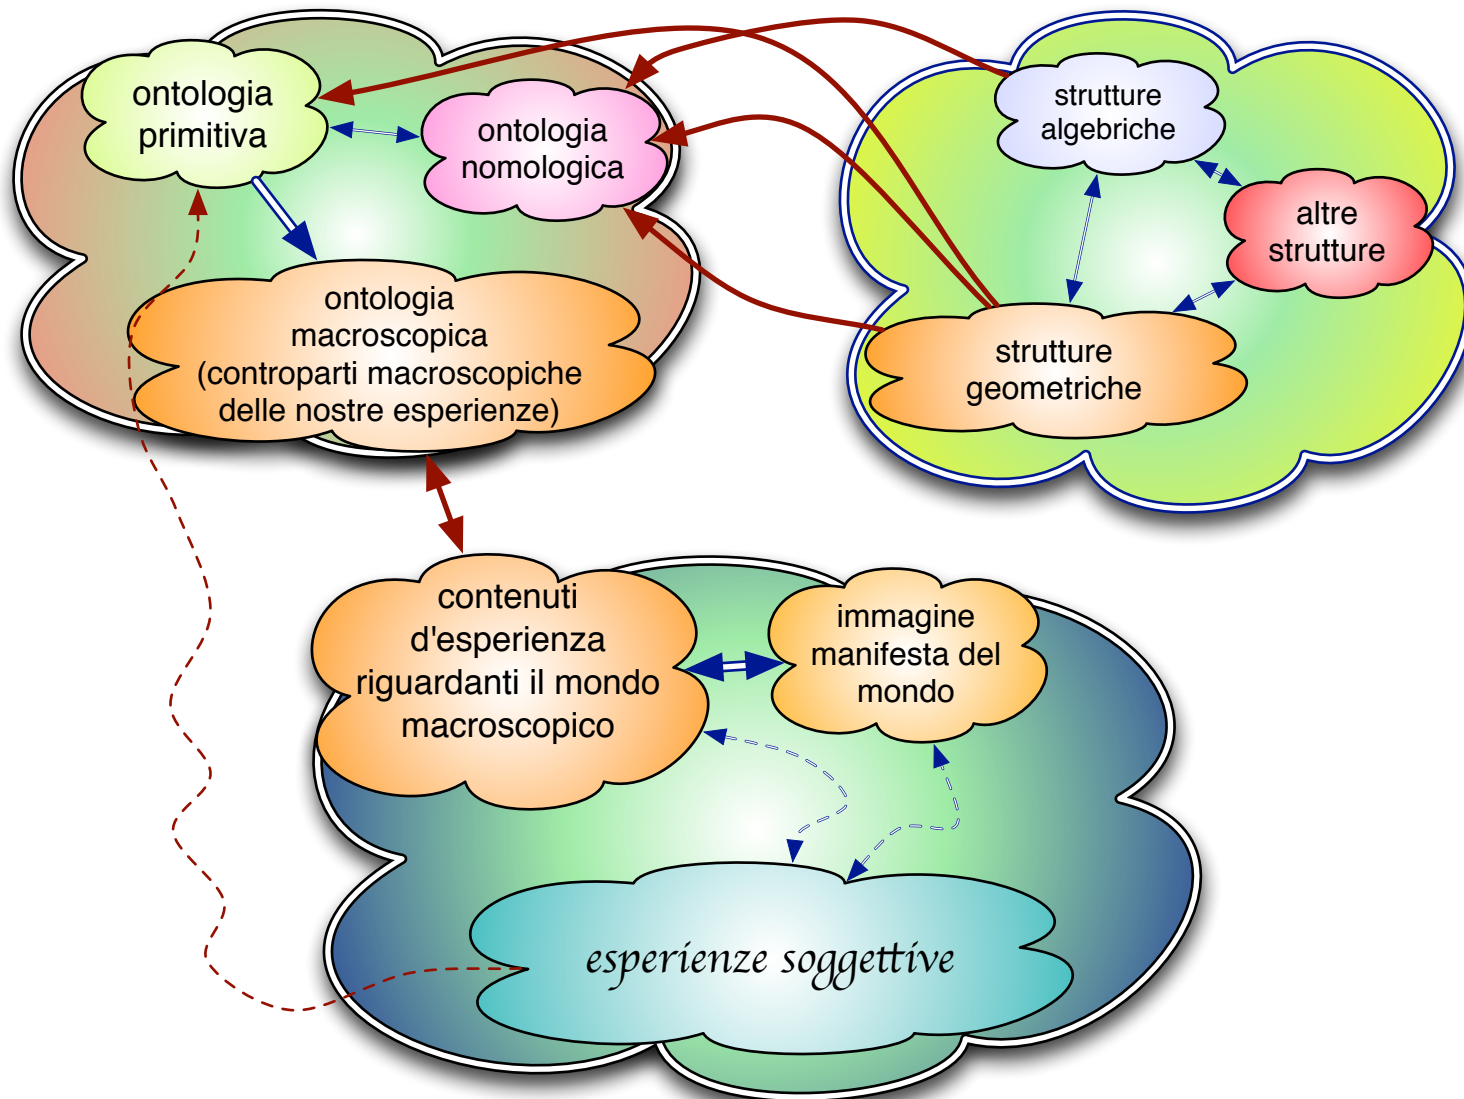 ontologia
primitiva
ontologia
nomologica
ontologia
macroscopica
(controparti macroscopiche
delle nostre esperienze)
strutture
algebriche
altre
strutture
strutture
geometriche
contenuti
d'esperienza
riguardanti il mondo
macroscopico
immagine
manifesta del
mondo
esperienze soggettive